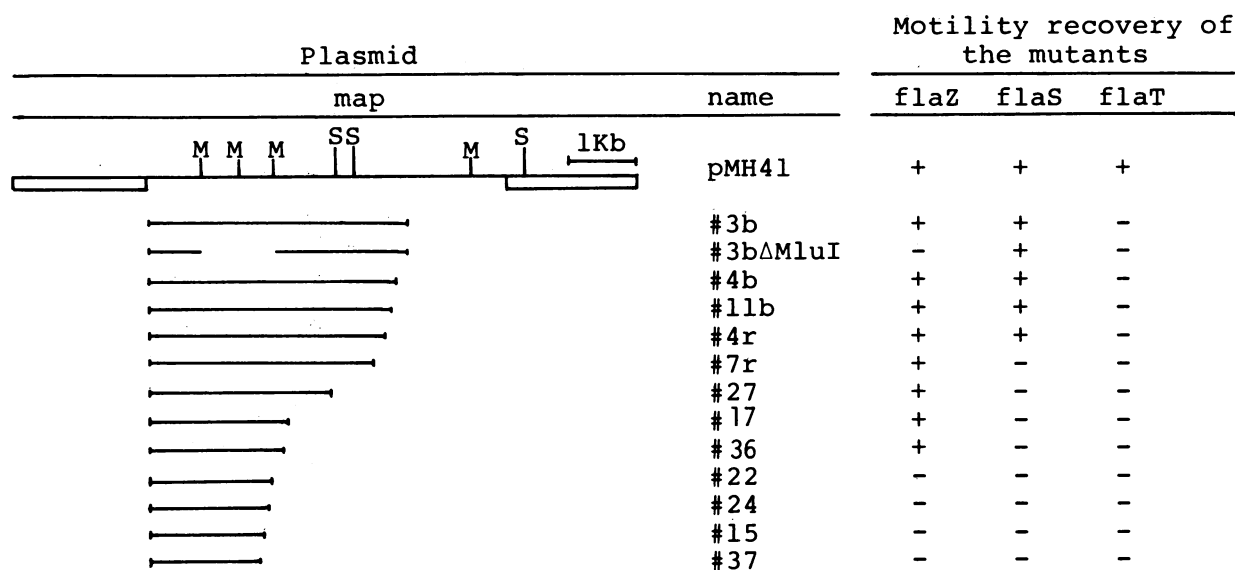 Motility recovery of
the mutants
Plasmid
map name flaZ flaS flaT
M M M SS M S 1Kb
pMH41 + + +
#3b + + -
#3bΔMluI - + -
#4b + + -
#11b + + -
#4r + + -
#7r + - -
#27 + - -
#17 + - -
#36 + - -
#22 - - -
#24 - - -
#15 - - -
#37 - - -